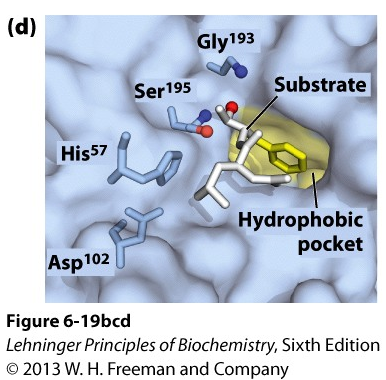 (d)
Gly193
Ser195
Substrate
His57
Hydrophobic
pocket
Asp102
Figure 6-19bcd
Lehninger Principles of Biochemistry, Sixth Edition
© 2013 W. H. Freeman and Company